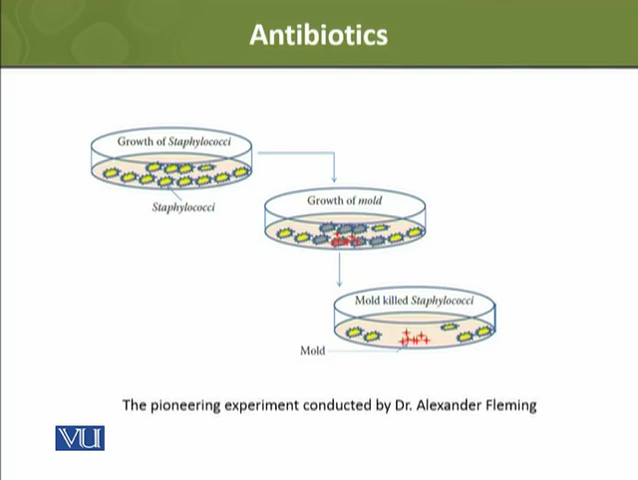 Antibiotics
Growth of Staphylococci
Staphylococci
Growth of mold
Mold killed Staphylococci
Mold
The pioneering experiment conducted by Dr. Alexander Fleming
VU